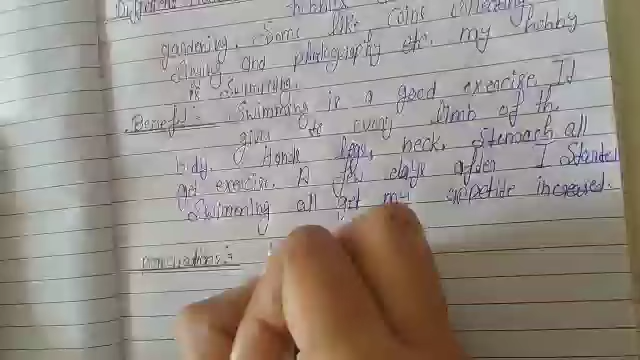 Different hobbies
gardening. Some like coins collecting
and photography etc. my hobby
is Swimming.
Benefit:- Swimming is a good exercise. It
gives to every limb of the
body. Hands legs, neck, Stomach all
get exercise. A few days after I Started
Swimming all got my appetide increased.